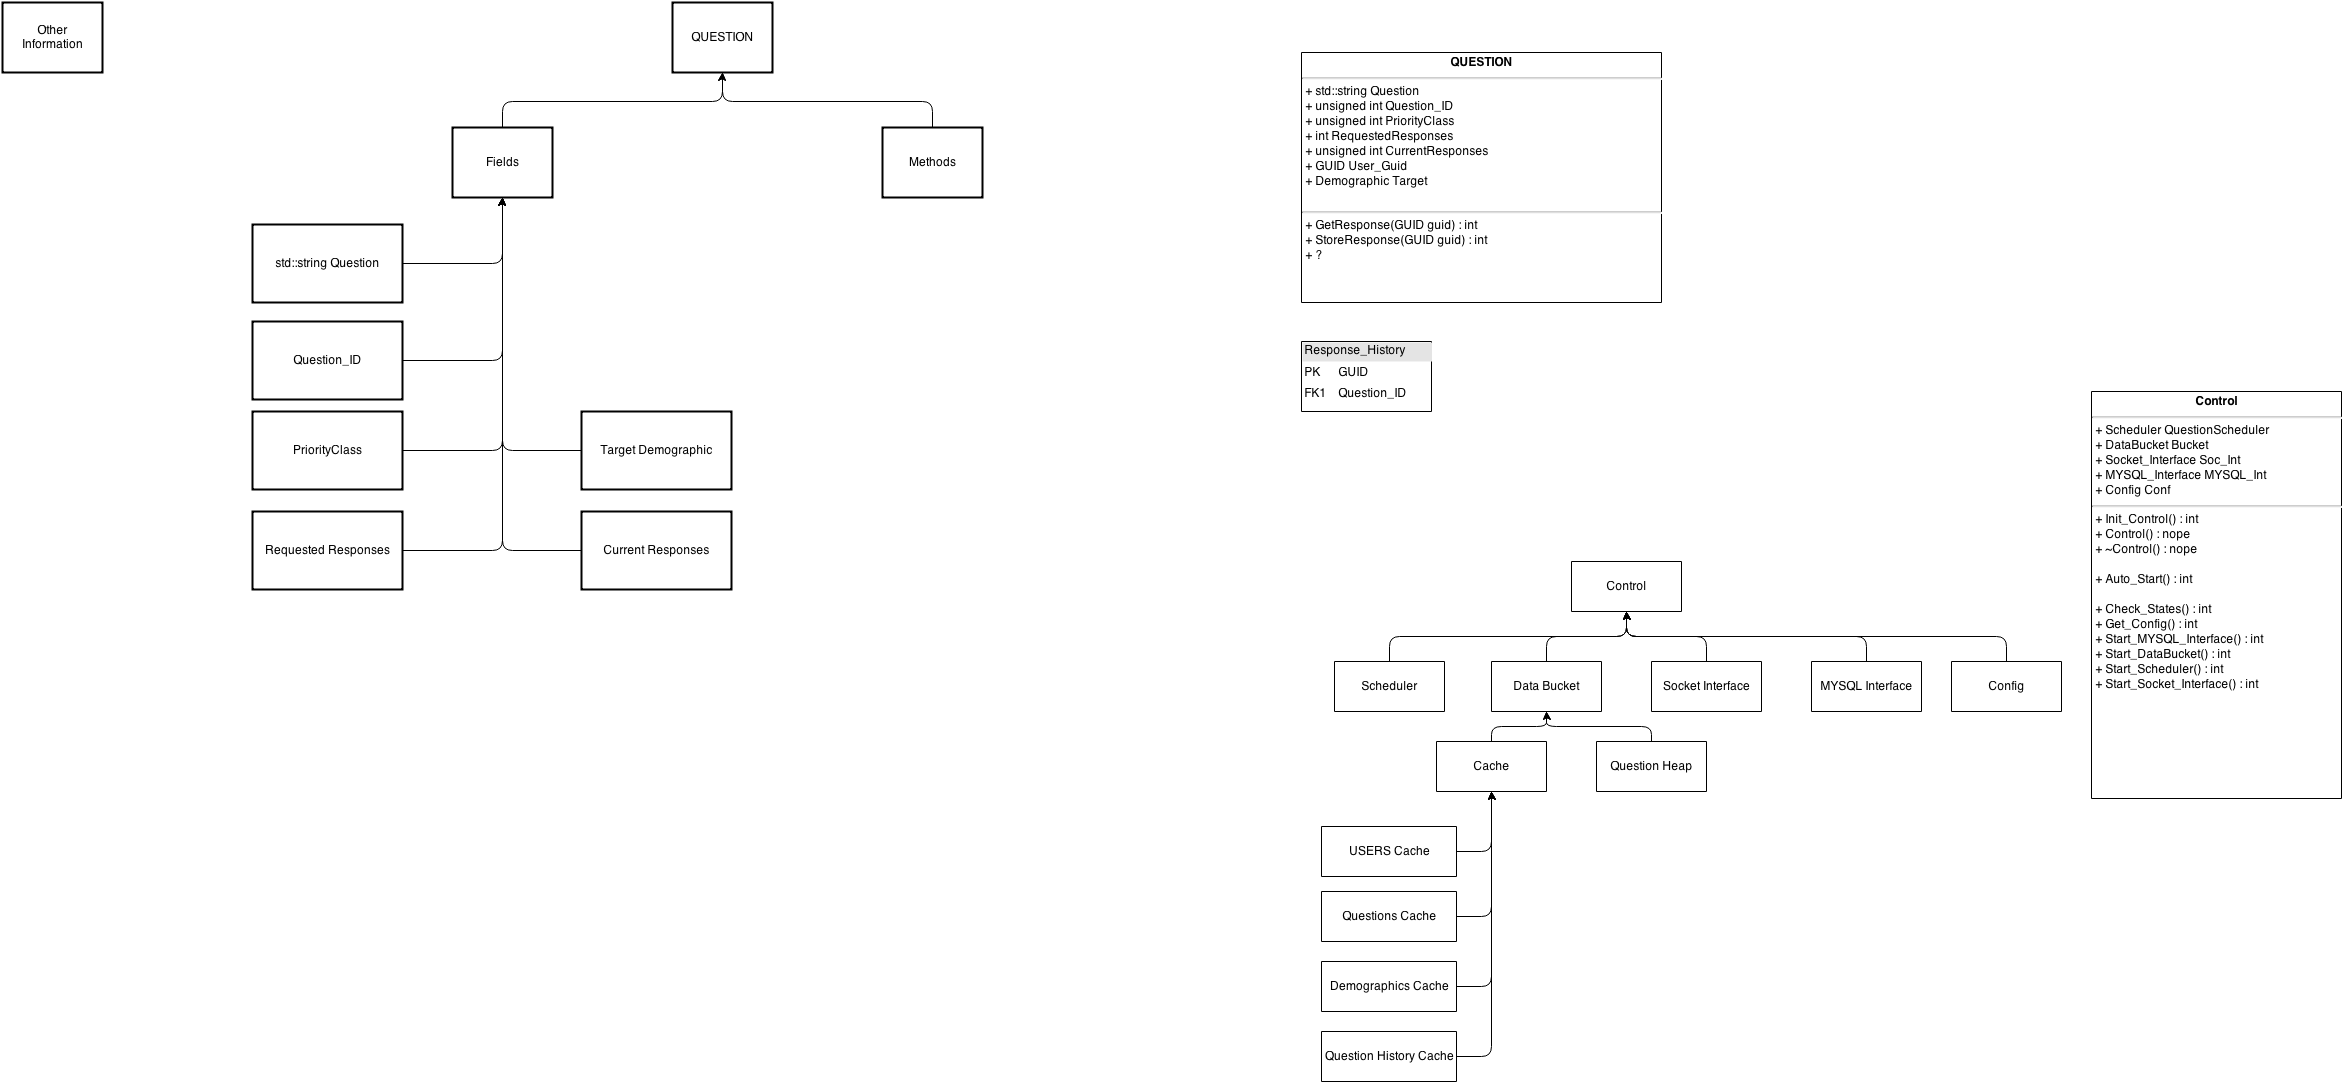 Other
Information
QUESTION
Fields
Methods
std::string Question
Question_ID
PriorityClass
Target Demographic
Requested Responses
Current Responses
QUESTION
+ std::string Question
+ unsigned int Question_ID
+ unsigned int PriorityClass
+ int RequestedResponses
+ unsigned int CurrentResponses
+ GUID User_Guid
+ Demographic Target
+ GetResponse(GUID guid) : int
+ StoreResponse(GUID guid) : int
+ ?
Response_History
PK GUID
FK1 Question_ID
Control
Scheduler
Data Bucket
Socket Interface
MYSQL Interface
Config
Cache
Question Heap
USERS Cache
Questions Cache
Demographics Cache
Question History Cache
Control
+ Scheduler QuestionScheduler
+ DataBucket Bucket
+ Socket_Interface Soc_Int
+ MYSQL_Interface MYSQL_Int
+ Config Conf
+ Init_Control() : int
+ Control() : nope
+ ~Control() : nope
+ Auto_Start() : int
+ Check_States() : int
+ Get_Config() : int
+ Start_MYSQL_Interface() : int
+ Start_DataBucket() : int
+ Start_Scheduler() : int
+ Start_Socket_Interface() : int